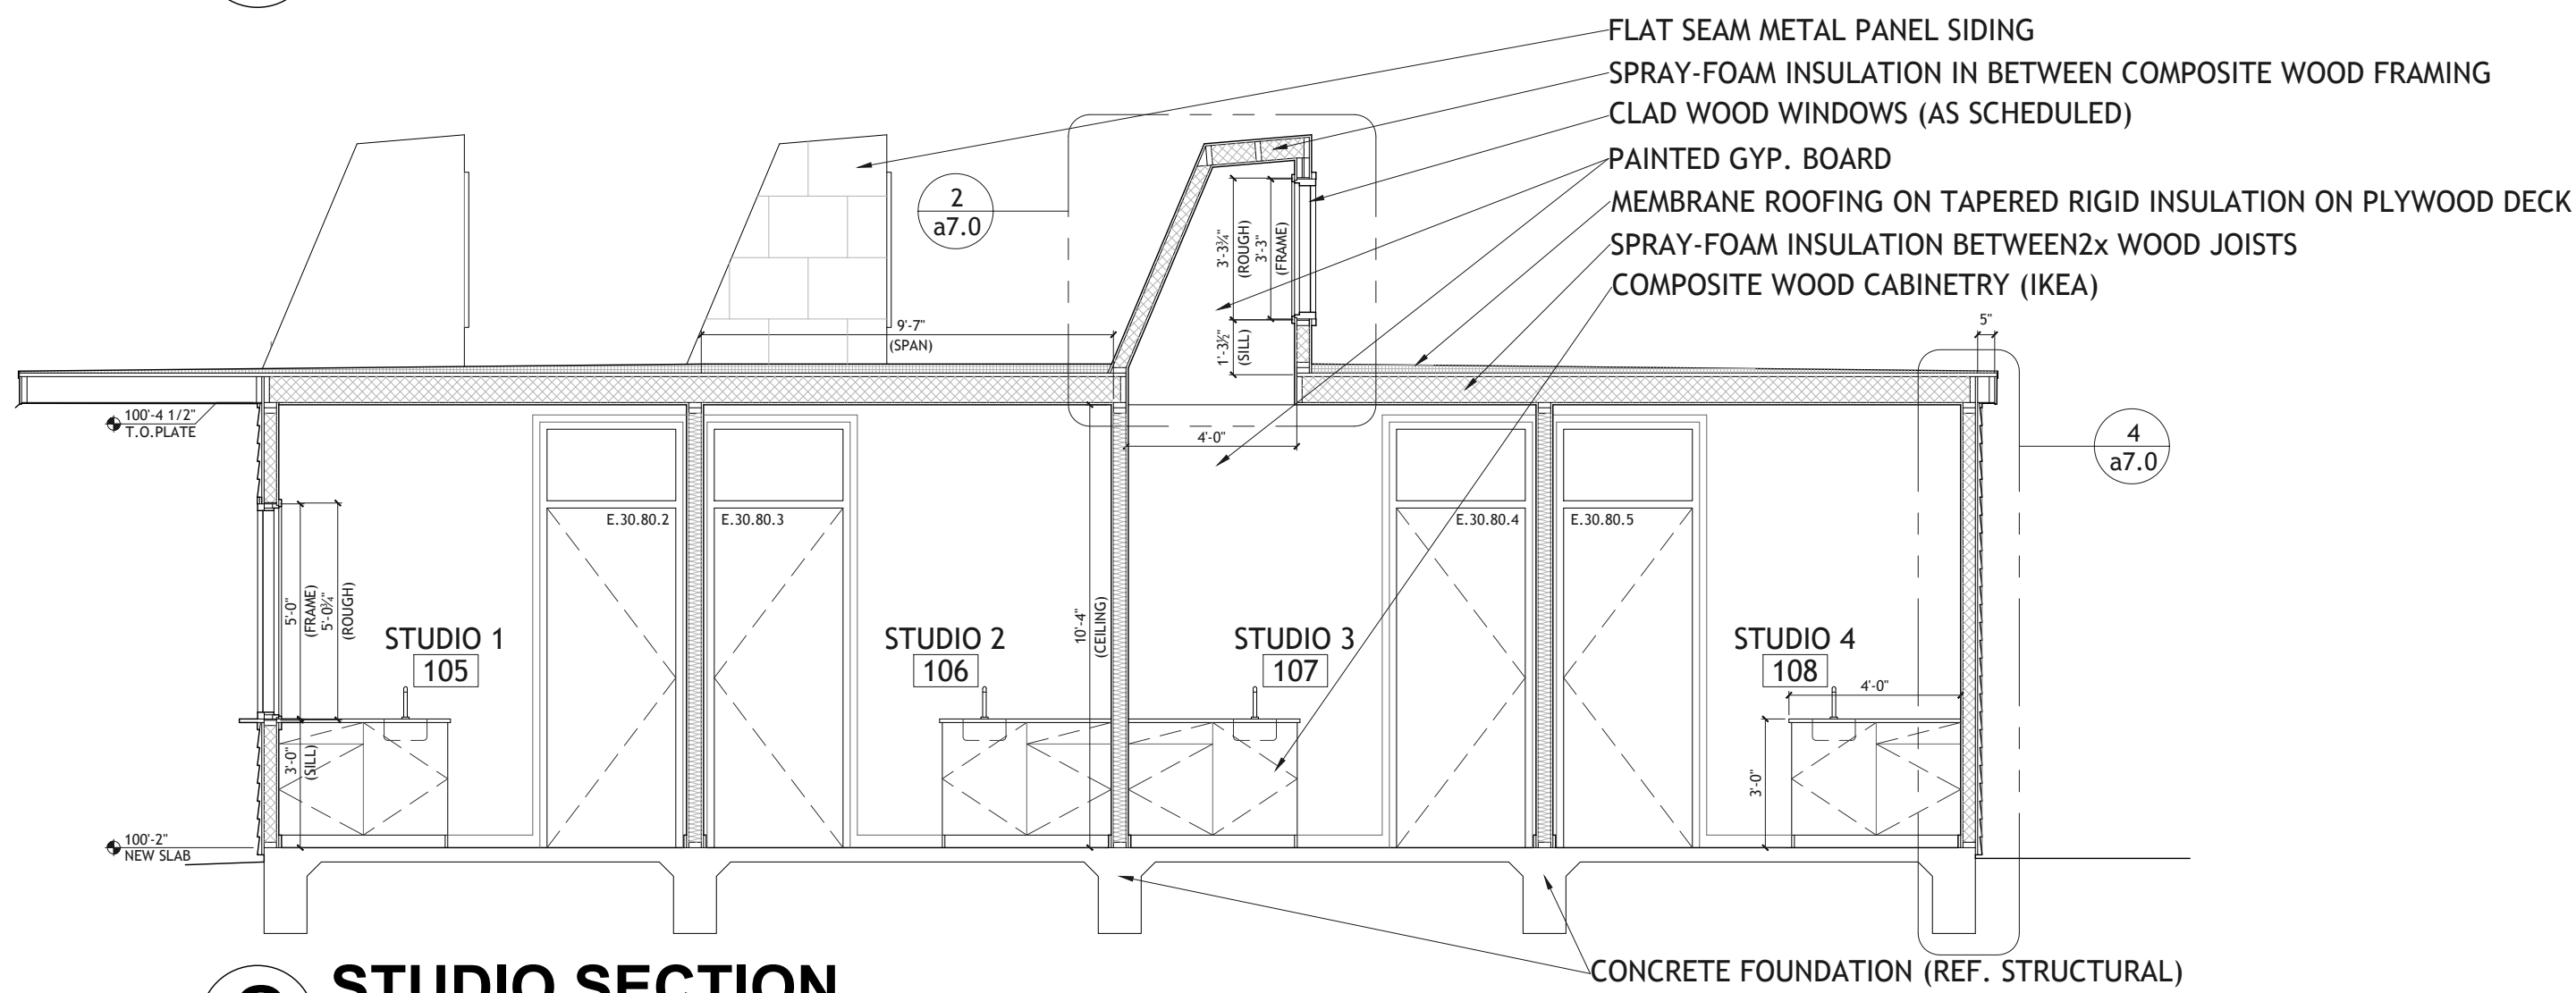 FLAT SEAM METAL PANEL SIDING
SPRAY-FOAM INSULATION IN BETWEEN COMPOSITE WOOD FRAMING
CLAD WOOD WINDOWS (AS SCHEDULED)
PAINTED GYP. BOARD
MEMBRANE ROOFING ON TAPERED RIGID INSULATION ON PLYWOOD DECK
SPRAY-FOAM INSULATION BETWEEN2x WOOD JOISTS
COMPOSITE WOOD CABINETRY (IKEA)
2
a7.0
3'-3¾"
(ROUGH)
3'-3"
(FRAME)
1'-3½"
(SILL)
9'-7"
(SPAN)
5"
100'-4 1/2"
T.O.PLATE
4'-0"
4
a7.0
E.30.80.2
E.30.80.3
E.30.80.4
E.30.80.5
5'-0"
(FRAME)
5'-0¾"
(ROUGH)
10'-4"
(CEILING)
STUDIO 1
105
STUDIO 2
106
STUDIO 3
107
STUDIO 4
108
4'-0"
3'-0"
(SILL)
3'-0"
100'-2"
NEW SLAB
CONCRETE FOUNDATION (REF. STRUCTURAL)
STUDIO SECTION